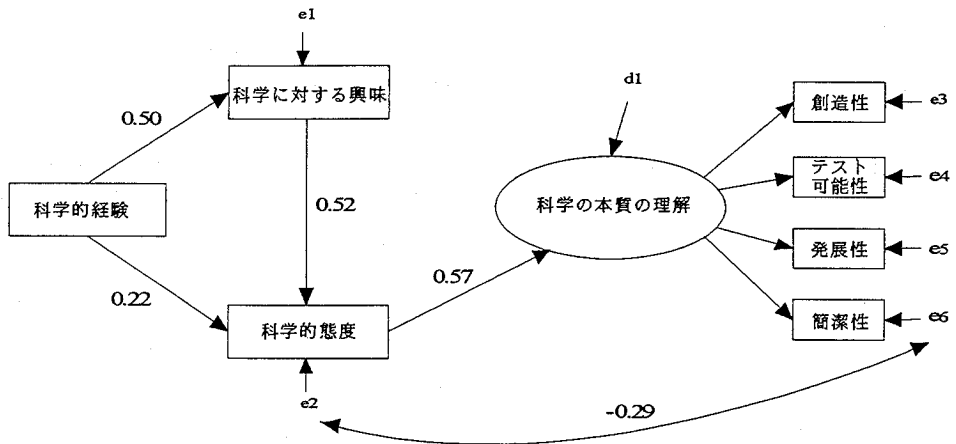 e1
科学に対する興味
0.50
科学的経験
0.52
0.22
科学的態度
e2
0.57
d1
科学の本質の理解
創造性
e3
テスト
可能性
e4
発展性
e5
簡潔性
e6
-0.29